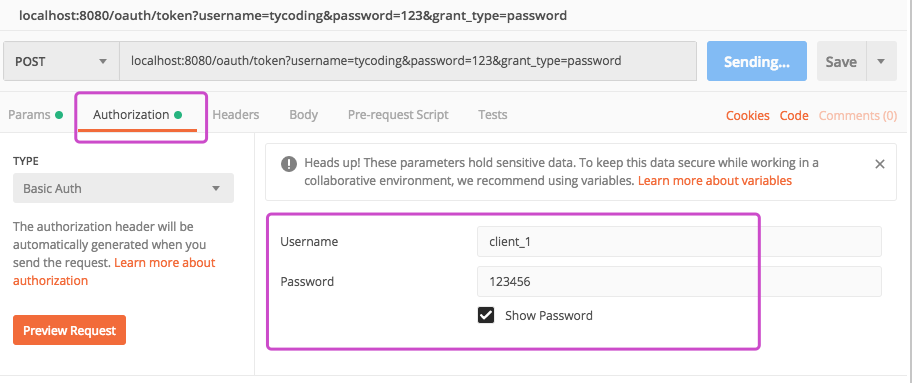 localhost:8080/oauth/token?username=tycoding&password=123&grant_type=password
POST localhost:8080/oauth/token?username=tycoding&password=123&grant_type=password Sending... Save
Params Authorization Headers Body Pre-request Script Tests Cookies Code Comments (0)
TYPE
Basic Auth
The authorization header will be
automatically generated when you
send the request. Learn more about
authorization
Preview Request
Heads up! These parameters hold sensitive data. To keep this data secure while working in a
collaborative environment, we recommend using variables. Learn more about variables
Username client_1
Password 123456
Show Password